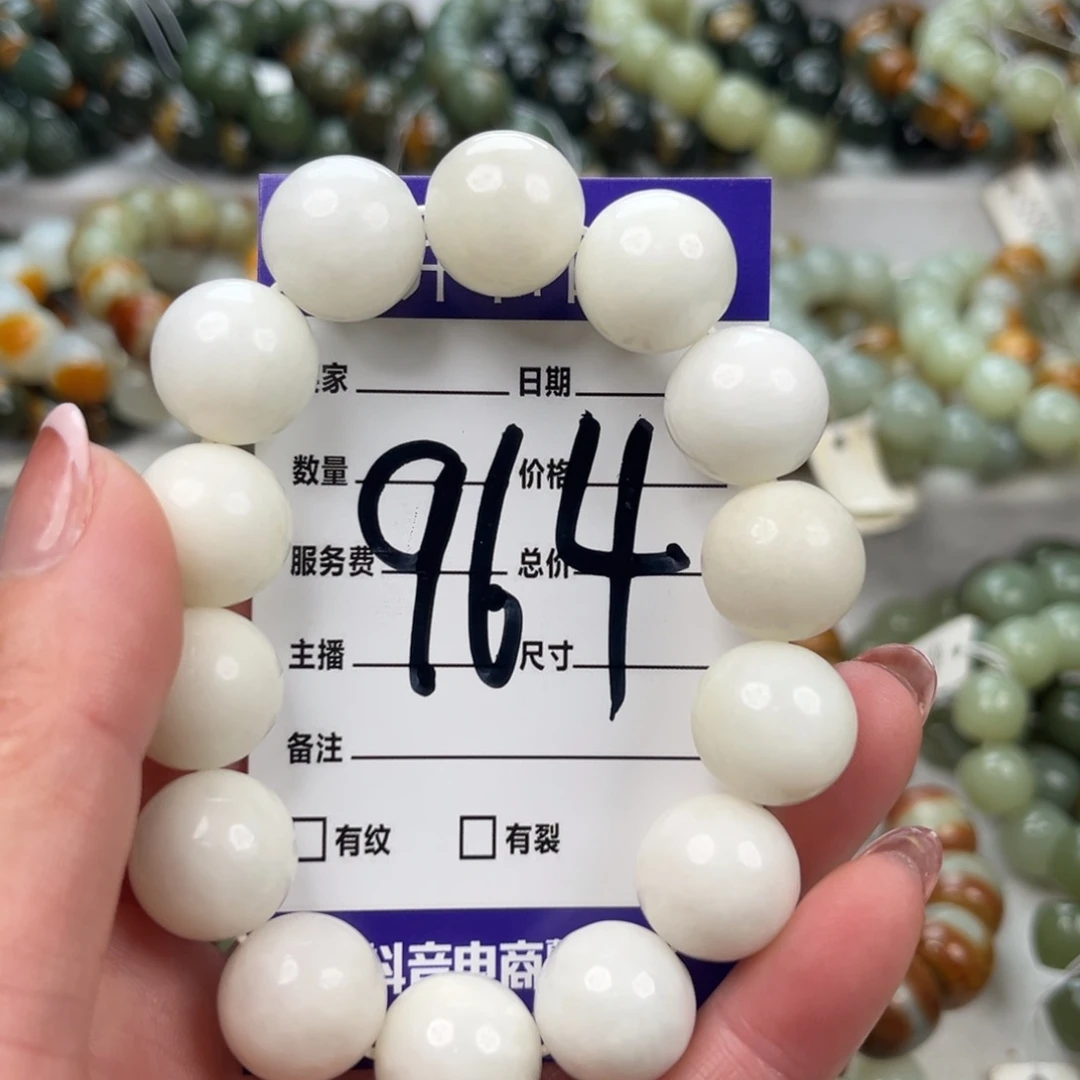 家 日期
数量 价格
964
服务费 总价
主播 尺寸
备注
有纹 有裂
抖音电商